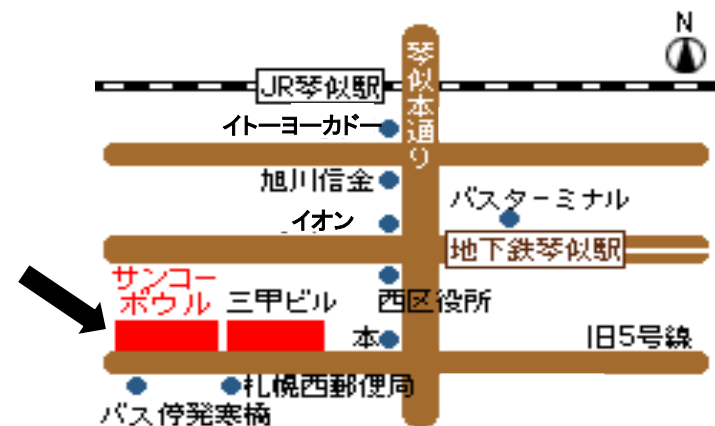 N
JR琴似駅
琴似本通り
イトーヨーカドー
旭川信金
バスターミナル
イオン
地下鉄琴似駅
サンコー
ボウル
三甲ビル
西区役所
本
旧5号線
札幌西郵便局
バス停発寒橋